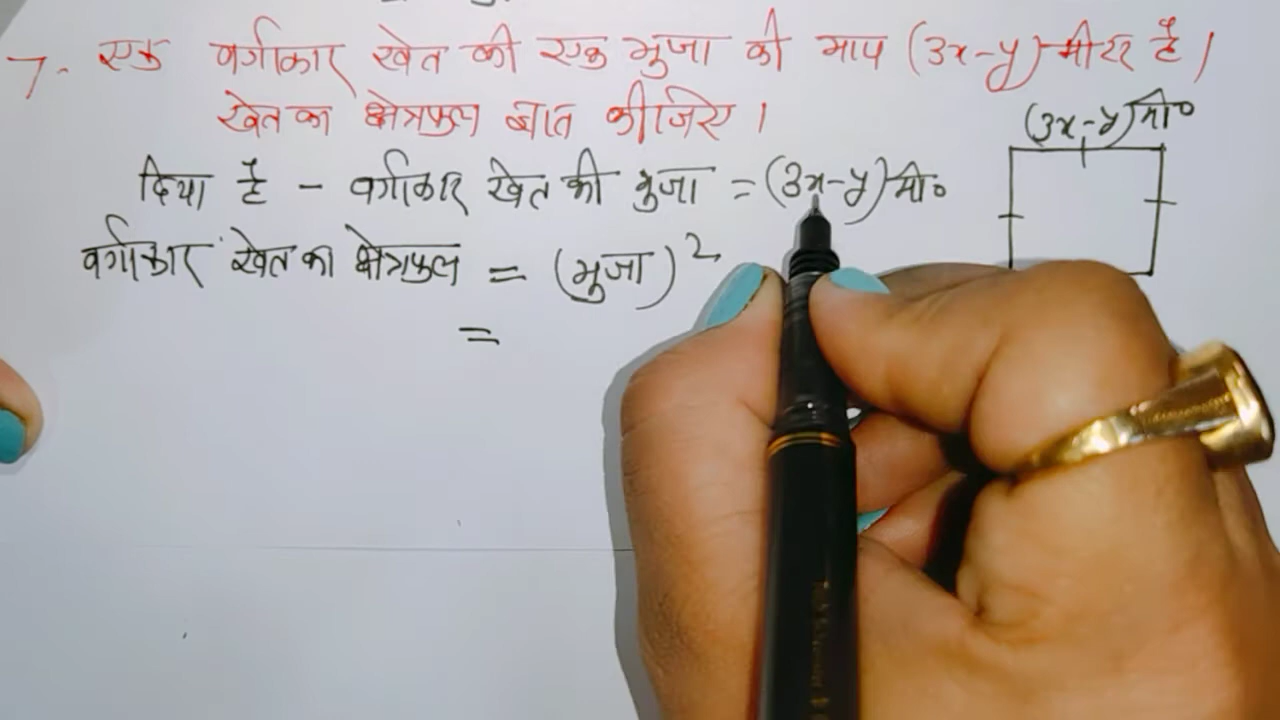 7. एक वर्गाकार खेत की एक भुजा की माप (3x-y) मीटर है।
खेत का क्षेत्रफल ज्ञात कीजिए।
(3x-y)मी०
दिया है - वर्गाकार खेत की भुजा = (3x-y)मी०
वर्गाकार खेत का क्षेत्रफल = (भुजा)²
=